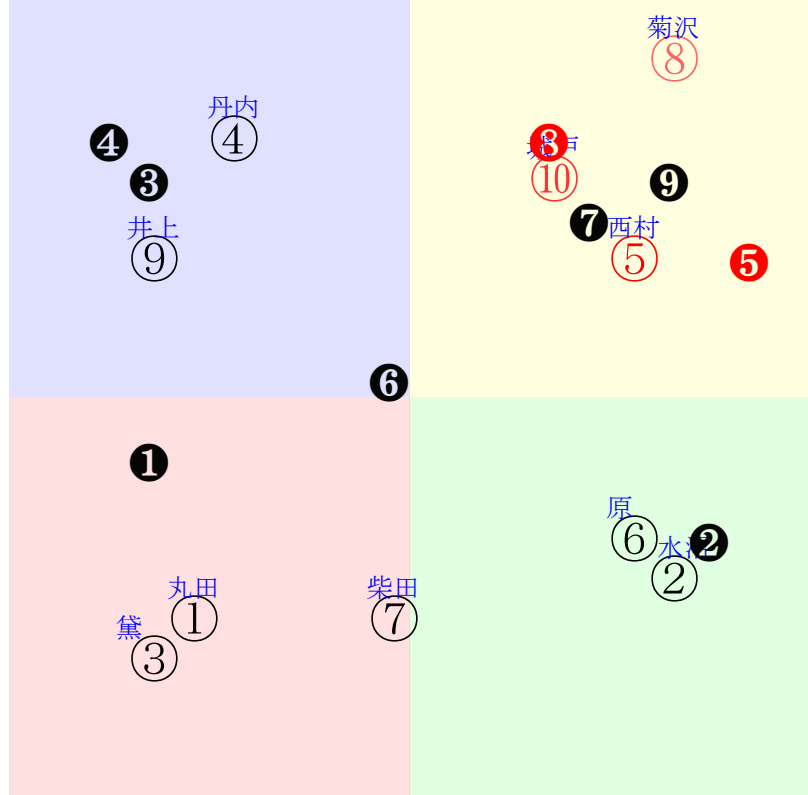 菊沢
⑧
丹内
④
❹
❽
❸
⑩
❾
❼
西村
井上
⑨
⑤
❺
❻
❶
原
⑥
❷
②
丸田
①
柴田
⑦
黛
③